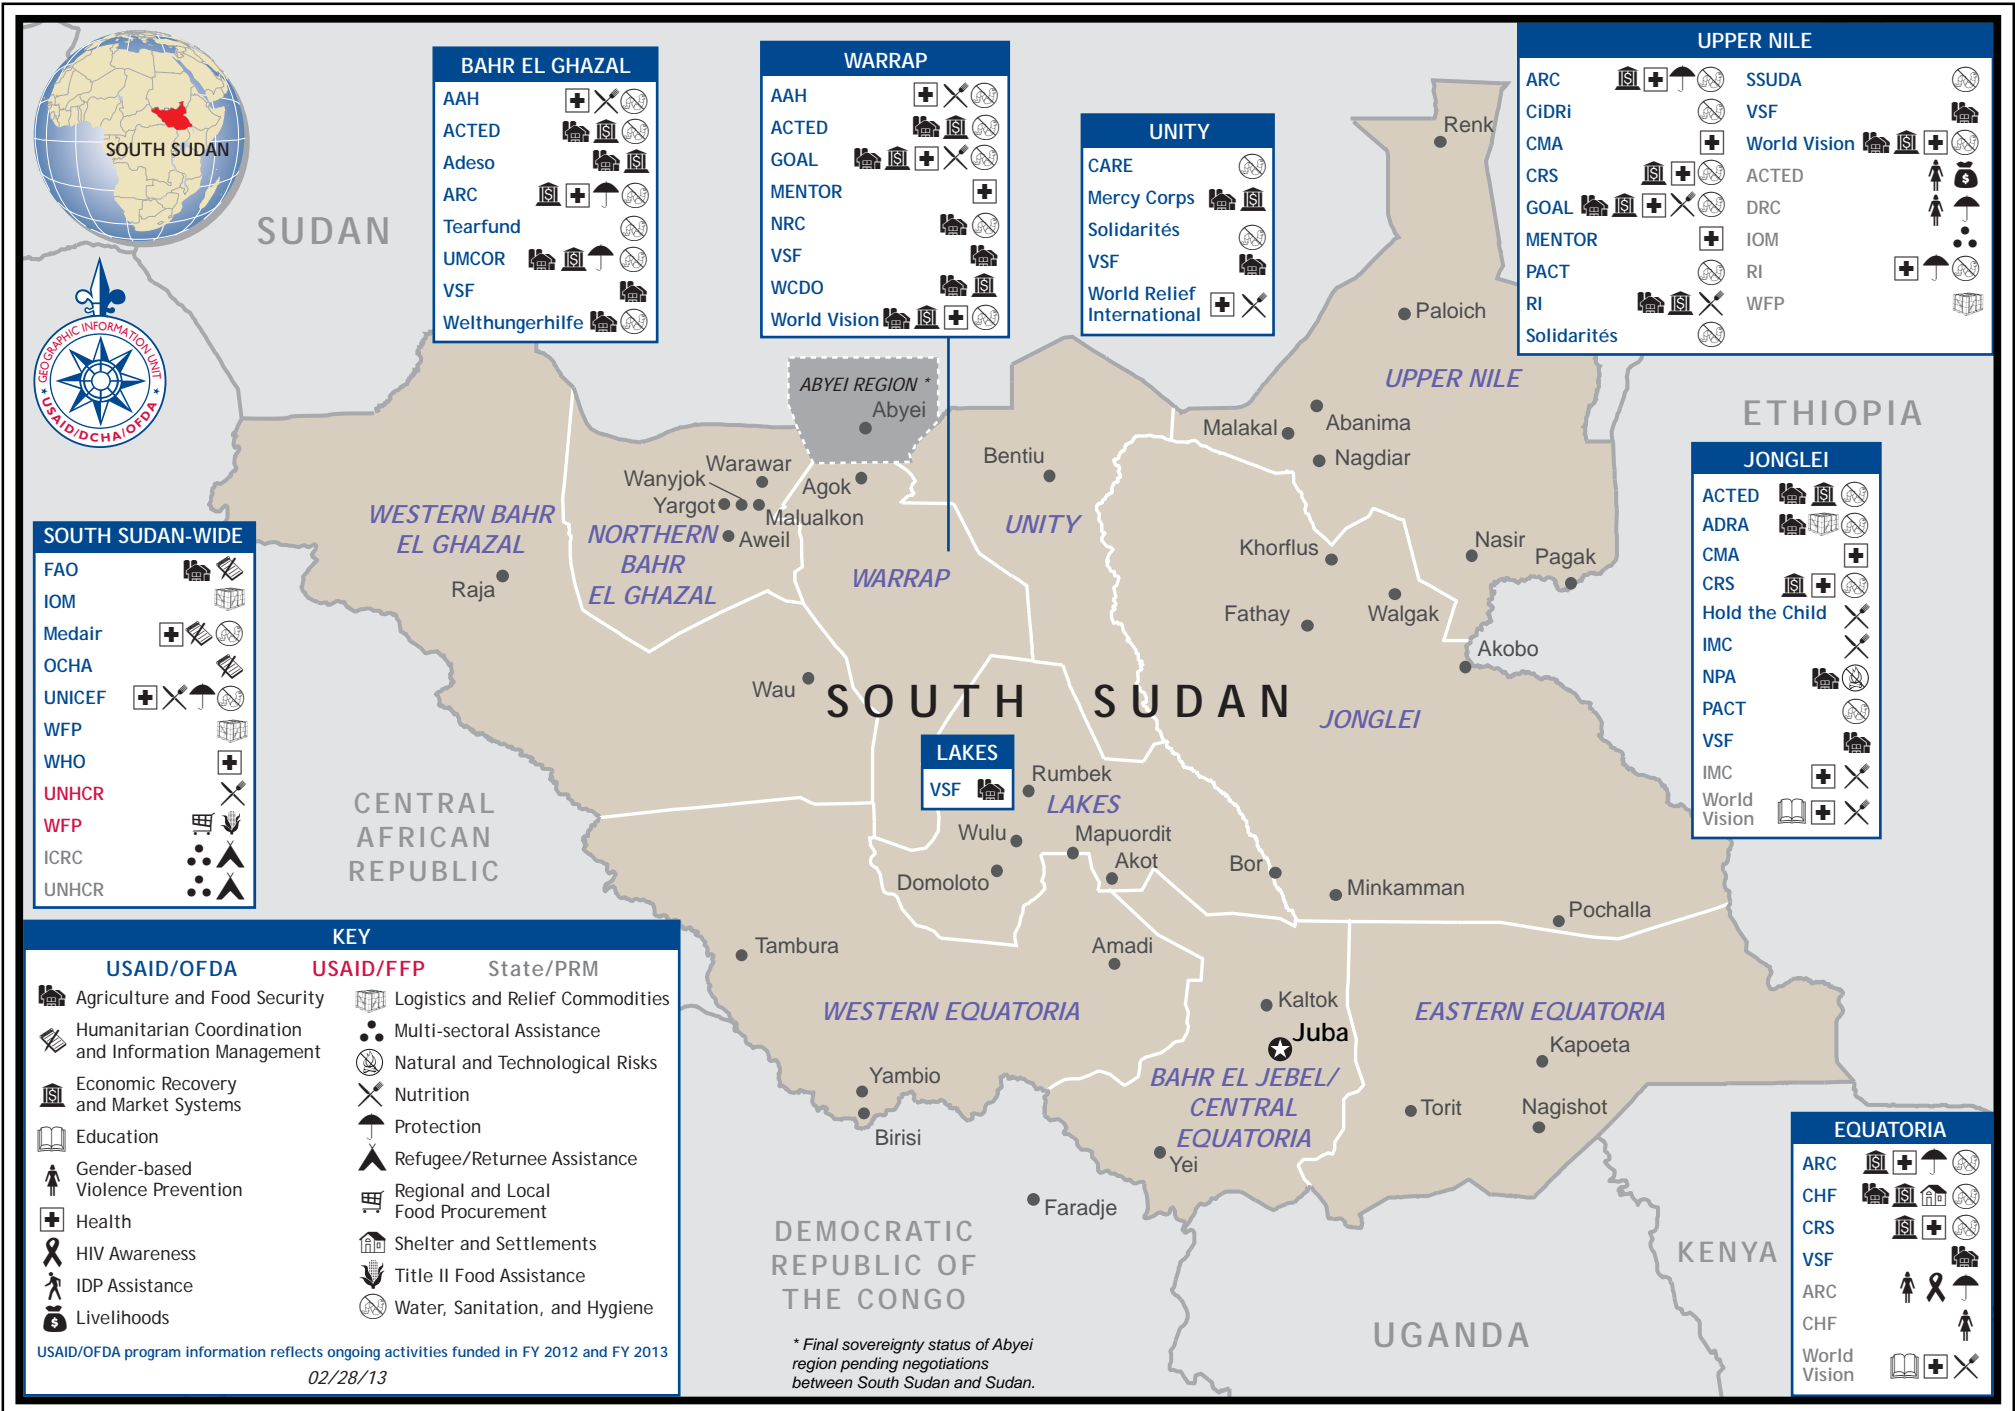 SOUTH SUDAN
GEOGRAPHIC INFORMATION UNIT
★ USAID/DCHA/OFDA ★
BAHR EL GHAZAL
AAH
ACTED
Adeso
ARC
Tearfund
UMCOR
VSF
Welthungerhilfe
WARRAP
AAH
ACTED
GOAL
MENTOR
NRC
VSF
WCDO
World Vision
UNITY
CARE
Mercy Corps
Solidarités
VSF
World Relief
International
UPPER NILE
ARC
CiDRi
CMA
CRS
GOAL
MENTOR
PACT
RI
Solidarités
SSUDA
VSF
World Vision
ACTED
DRC
IOM
RI
WFP
SUDAN
ETHIOPIA
Renk
Paloich
UPPER NILE
ABYEI REGION *
Abyei
Malakal
Abanima
Nagdiar
Bentiu
Warawar
Wanyjok
Yargot
Agok
Malualkon
Aweil
WESTERN BAHR
EL GHAZAL
NORTHERN
BAHR
EL GHAZAL
UNITY
WARRAP
Raja
Khorflus
Nasir
Pagak
Fathay
Walgak
Akobo
Wau
SOUTH SUDAN
JONGLEI
JONGLEI
ACTED
ADRA
CMA
CRS
Hold the Child
IMC
NPA
PACT
VSF
IMC
World
Vision
SOUTH SUDAN-WIDE
FAO
IOM
Medair
OCHA
UNICEF
WFP
WHO
UNHCR
WFP
ICRC
UNHCR
LAKES
VSF
Rumbek
LAKES
Wulu
Mapuordit
Akot
Domoloto
Bor
Minkamman
Pochalla
CENTRAL
AFRICAN
REPUBLIC
Tambura
Amadi
WESTERN EQUATORIA
Kaltok
Juba
EASTERN EQUATORIA
Kapoeta
BAHR EL JEBEL/
CENTRAL
EQUATORIA
Yambio
Birisi
Torit
Nagishot
Yei
Faradje
DEMOCRATIC
REPUBLIC OF
THE CONGO
UGANDA
KENYA
EQUATORIA
ARC
CHF
CRS
VSF
ARC
CHF
World
Vision
KEY
USAID/OFDA USAID/FFP State/PRM
Agriculture and Food Security
Humanitarian Coordination
and Information Management
Economic Recovery
and Market Systems
Education
Gender-based
Violence Prevention
Health
HIV Awareness
IDP Assistance
Livelihoods
Logistics and Relief Commodities
Multi-sectoral Assistance
Natural and Technological Risks
Nutrition
Protection
Refugee/Returnee Assistance
Regional and Local
Food Procurement
Shelter and Settlements
Title II Food Assistance
Water, Sanitation, and Hygiene
USAID/OFDA program information reflects ongoing activities funded in FY 2012 and FY 2013
02/28/13
* Final sovereignty status of Abyei
region pending negotiations
between South Sudan and Sudan.